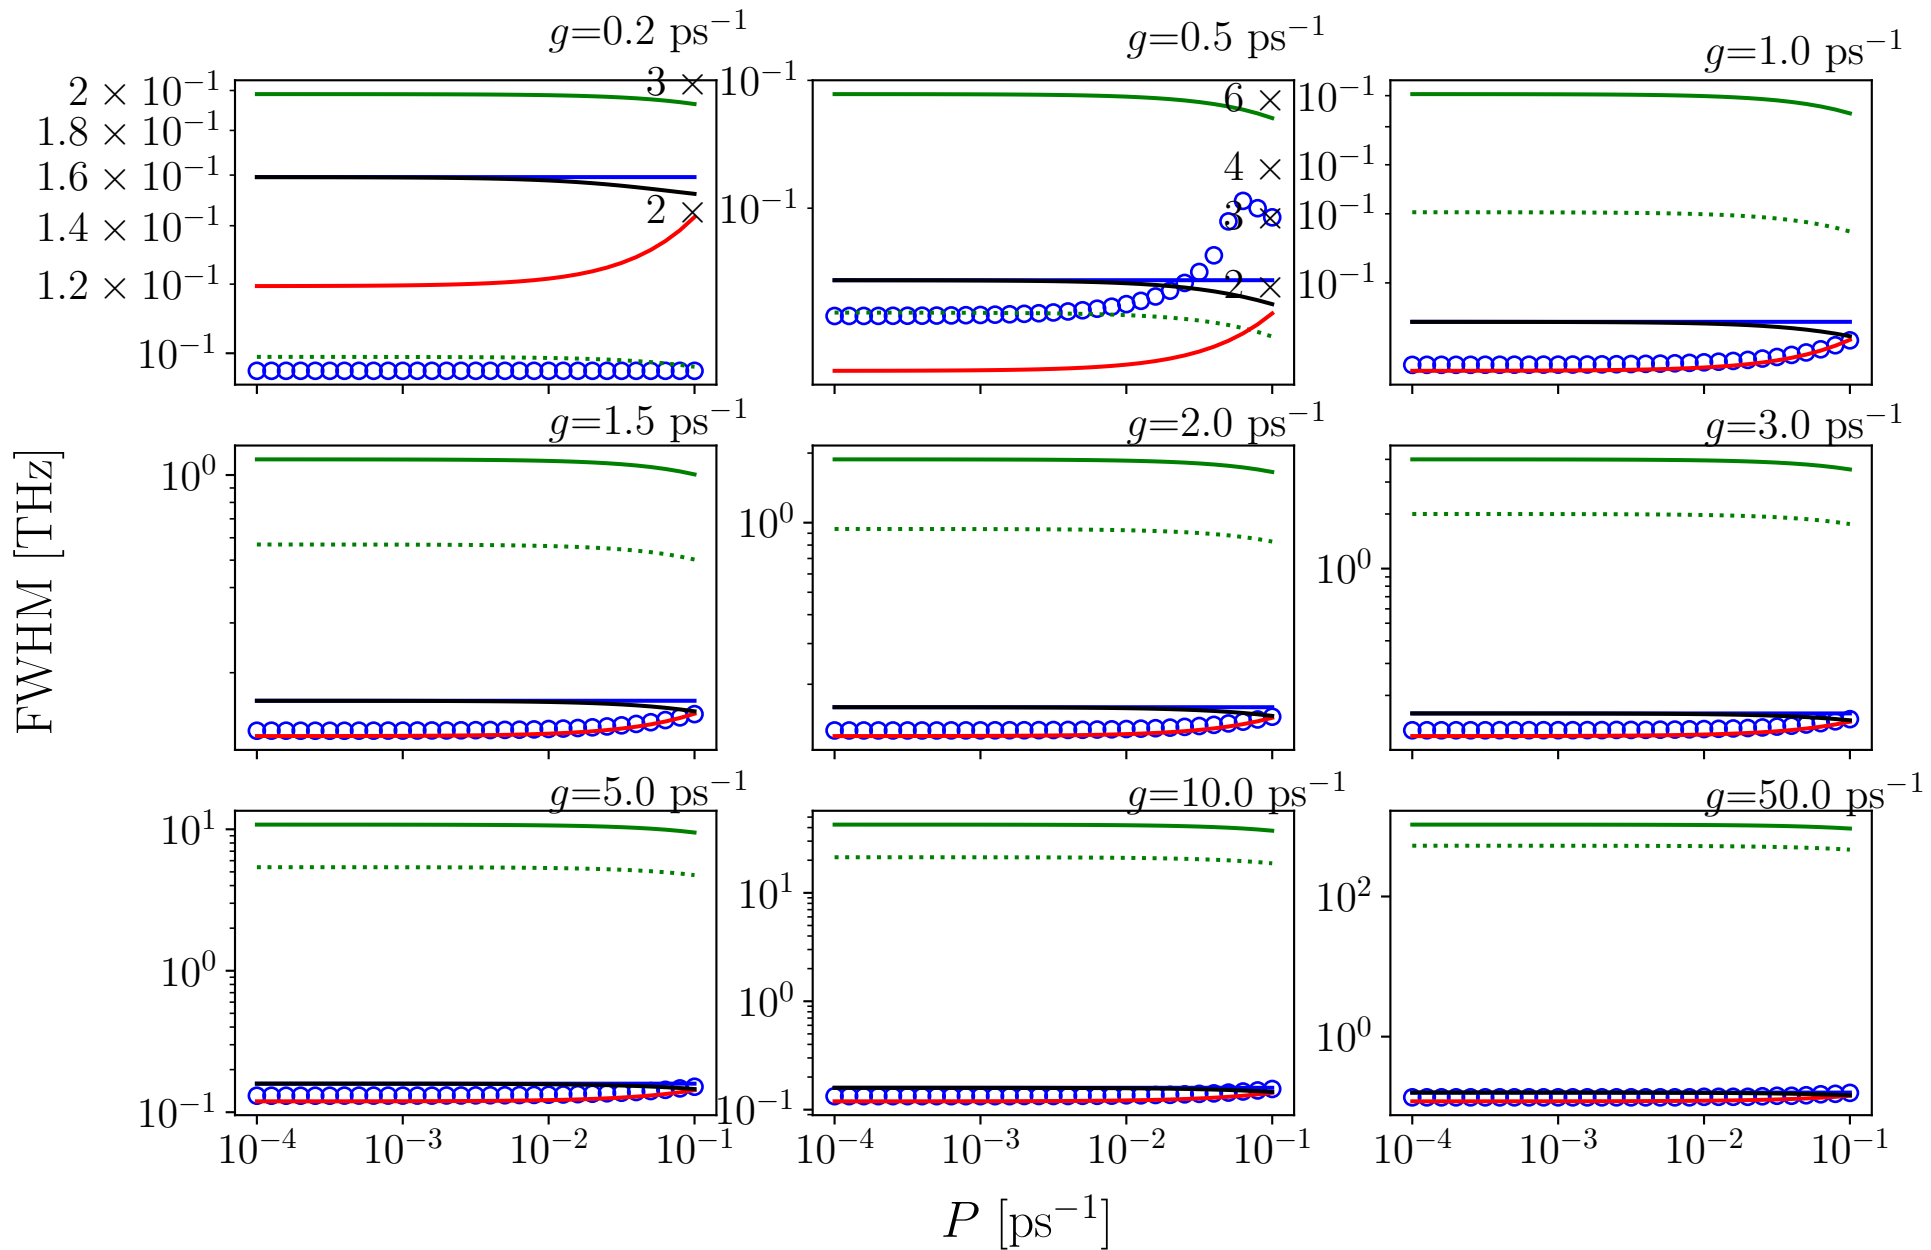 g=0.2 ps⁻¹
g=0.5 ps⁻¹
g=1.0 ps⁻¹
2 × 10⁻¹
1.8 × 10⁻¹
1.6 × 10⁻¹
1.4 × 10⁻¹
1.2 × 10⁻¹
10⁻¹
3 × 10⁻¹
2 × 10⁻¹
6 × 10⁻¹
4 × 10⁻¹
3 × 10⁻¹
2 × 10⁻¹
g=1.5 ps⁻¹
g=2.0 ps⁻¹
g=3.0 ps⁻¹
10⁰
10⁰
10⁰
FWHM [THz]
g=5.0 ps⁻¹
g=10.0 ps⁻¹
g=50.0 ps⁻¹
10¹
10⁰
10⁻¹
10¹
10⁰
10⁻¹
10²
10⁰
10⁻⁴ 10⁻³ 10⁻² 10⁻¹
10⁻⁴ 10⁻³ 10⁻² 10⁻¹
10⁻⁴ 10⁻³ 10⁻² 10⁻¹
P [ps⁻¹]